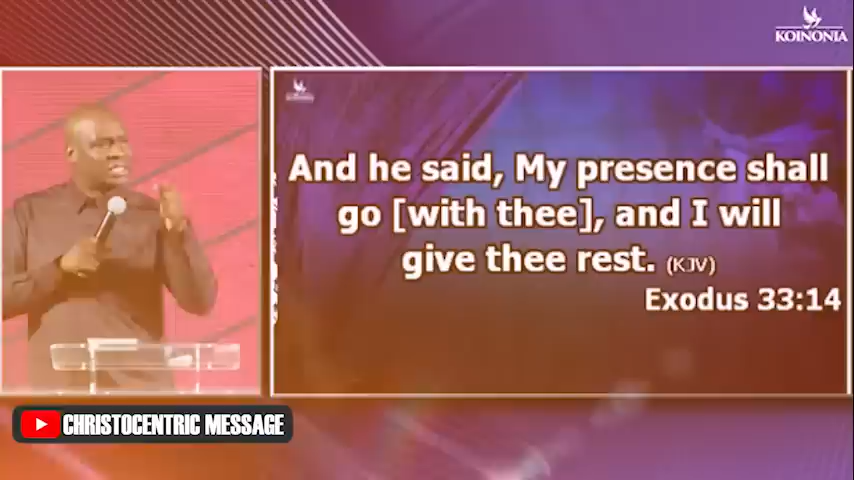 KOINONIA
And he said, My presence shall
go [with thee], and I will
give thee rest. (KJV)
Exodus 33:14
CHRISTOCENTRIC MESSAGE